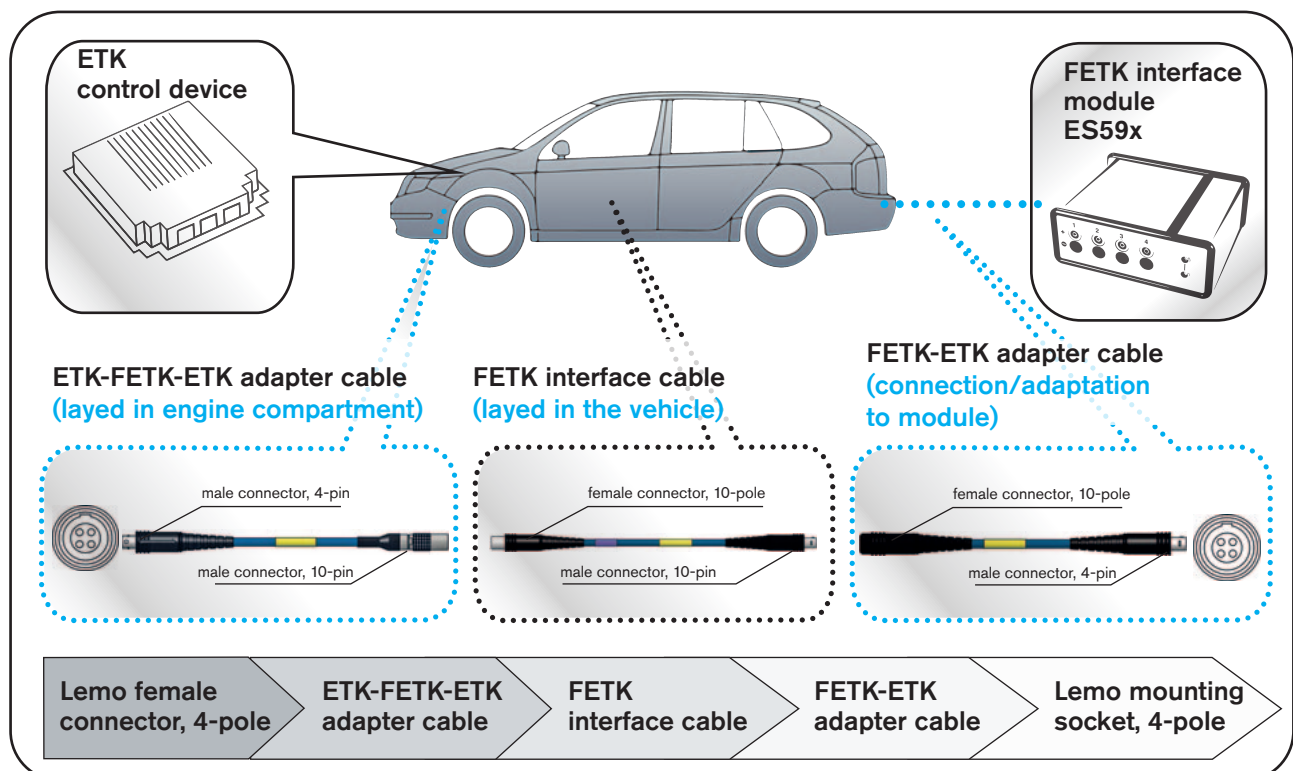 ETK
control device
FETK interface
module
ES59x
1 2 3 4
ETK-FETK-ETK adapter cable
(layed in engine compartment)
FETK interface cable
(layed in the vehicle)
FETK-ETK adapter cable
(connection/adaptation
to module)
male connector, 4-pin
male connector, 10-pin
female connector, 10-pole
male connector, 10-pin
female connector, 10-pole
male connector, 4-pin
Lemo female
connector, 4-pole
ETK-FETK-ETK
adapter cable
FETK
interface cable
FETK-ETK
adapter cable
Lemo mounting
socket, 4-pole